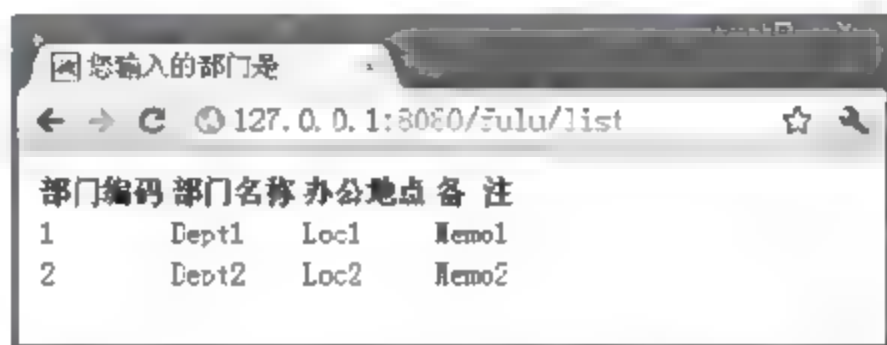 您输入的部门是
127.0.0.1:8080/fulu/list
部门编码 部门名称 办公地点 备 注
1 Dept1 Loc1 Memo1
2 Dept2 Loc2 Memo2